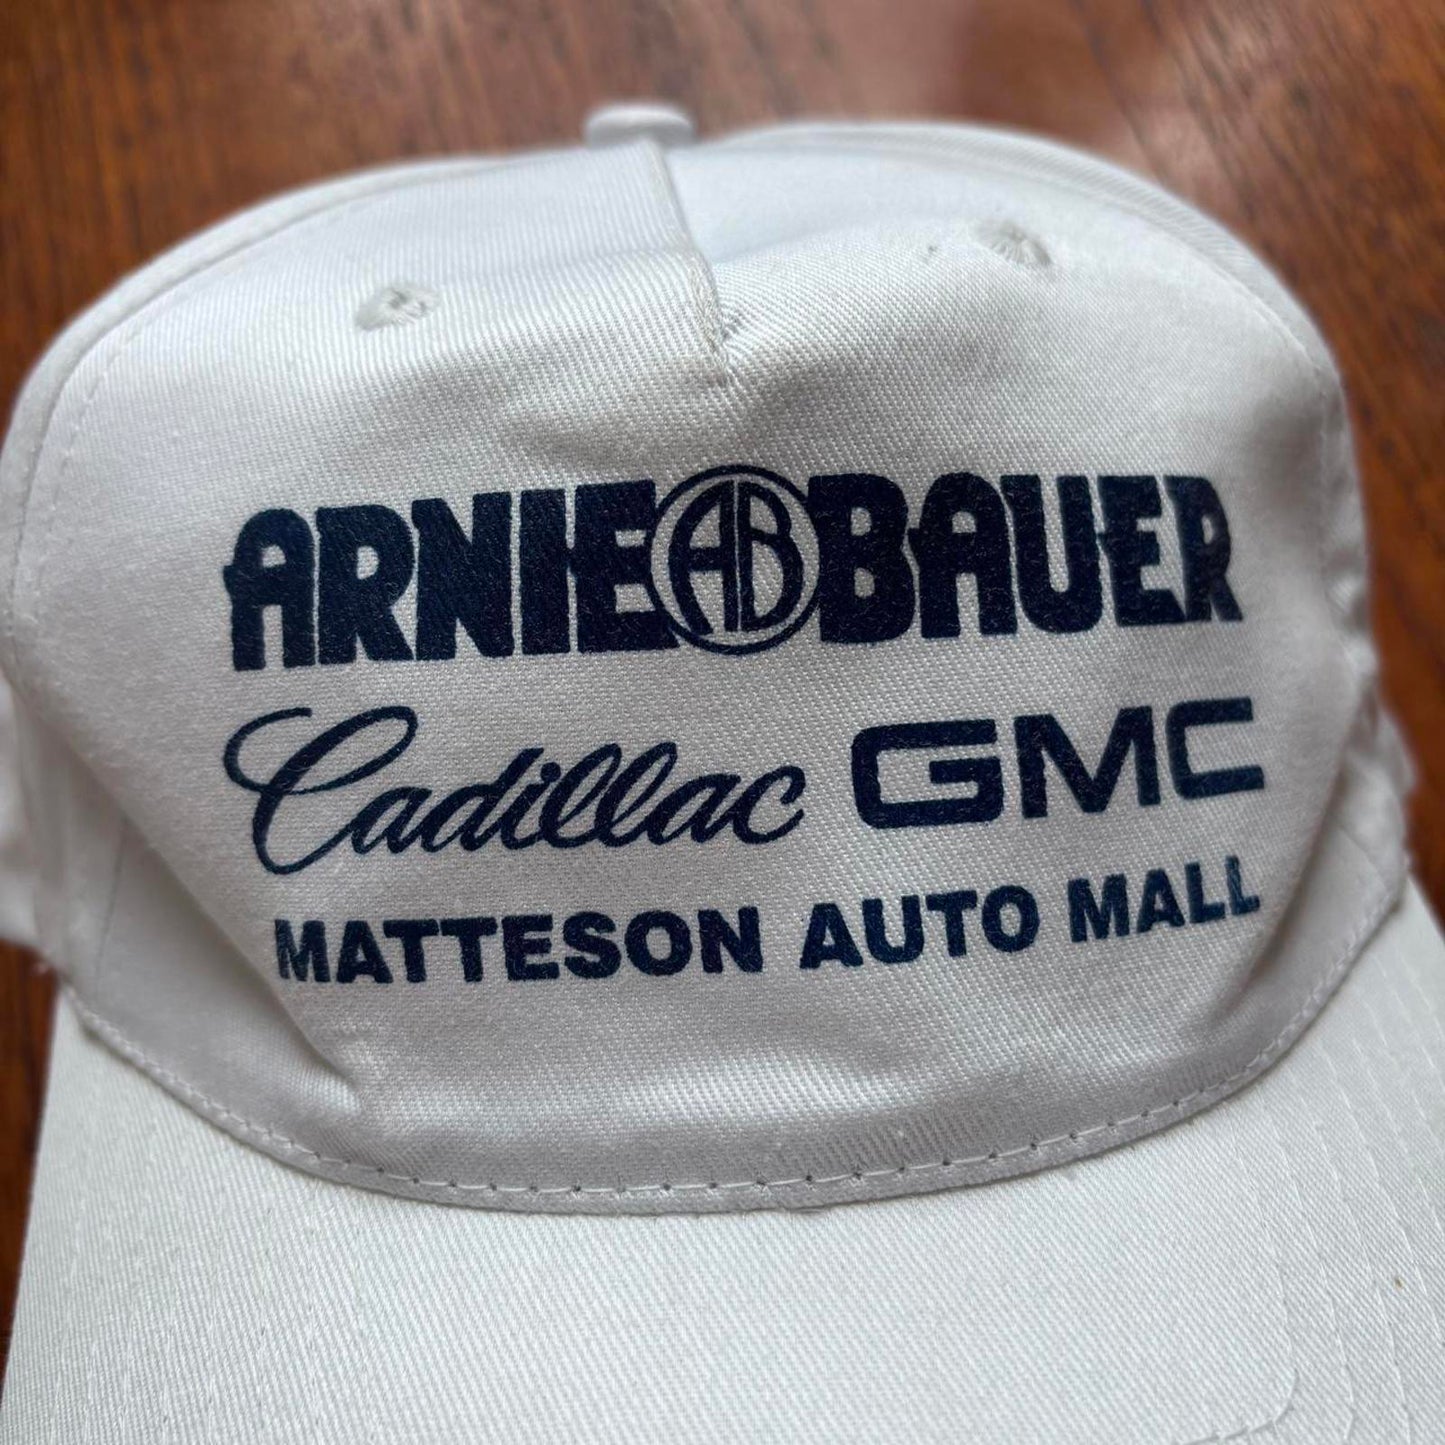 ARNIE AB BAUER
Cadillac GMC
MATTESON AUTO MALL